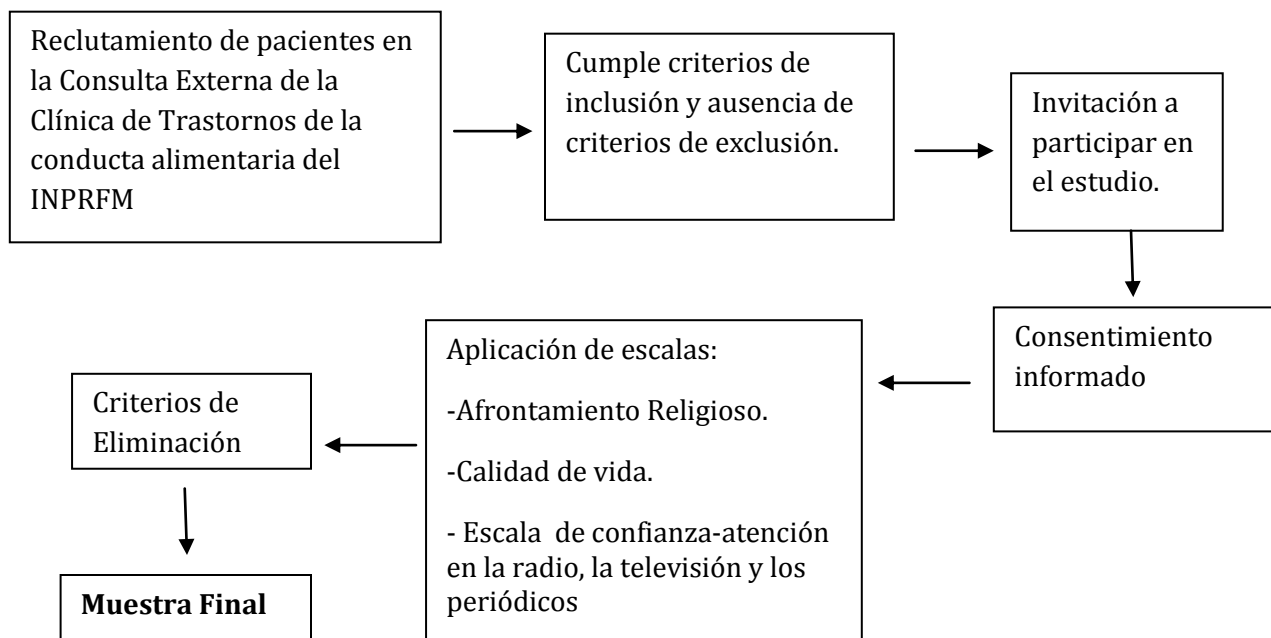 Reclutamiento de pacientes en
la Consulta Externa de la
Clínica de Trastornos de la
conducta alimentaria del
INPRFM
Cumple criterios de
inclusión y ausencia de
criterios de exclusión.
Invitación a
participar en
el estudio.
Consentimiento
informado
Aplicación de escalas:
-Afrontamiento Religioso.
-Calidad de vida.
- Escala de confianza-atención
en la radio, la televisión y los
periódicos
Criterios de
Eliminación
Muestra Final